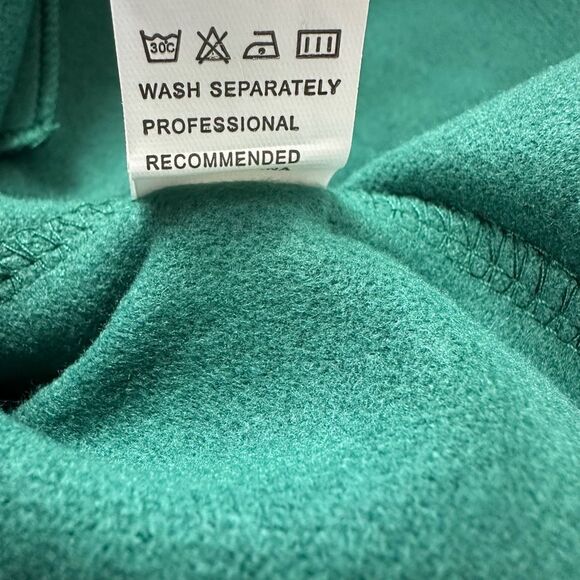 30C
WASH SEPARATELY
PROFESSIONAL
RECOMMENDED